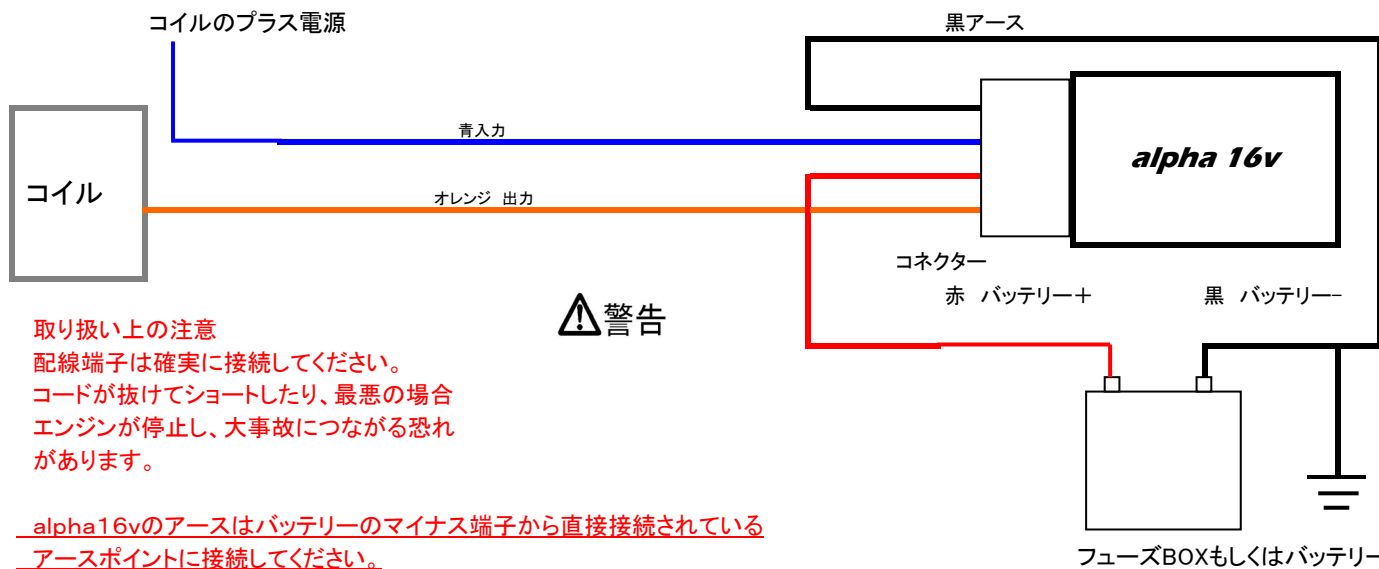 コイルのプラス電源
黒アース
青入力
alpha 16v
コイル
オレンジ 出力
コネクター
赤 バッテリー＋
黒 バッテリー−
⚠警告
取り扱い上の注意
配線端子は確実に接続してください。
コードが抜けてショートしたり、最悪の場合
エンジンが停止し、大事故につながる恐れ
があります。
alpha16vのアースはバッテリーのマイナス端子から直接接続されている
アースポイントに接続してください。
フューズBOXもしくはバッテリー